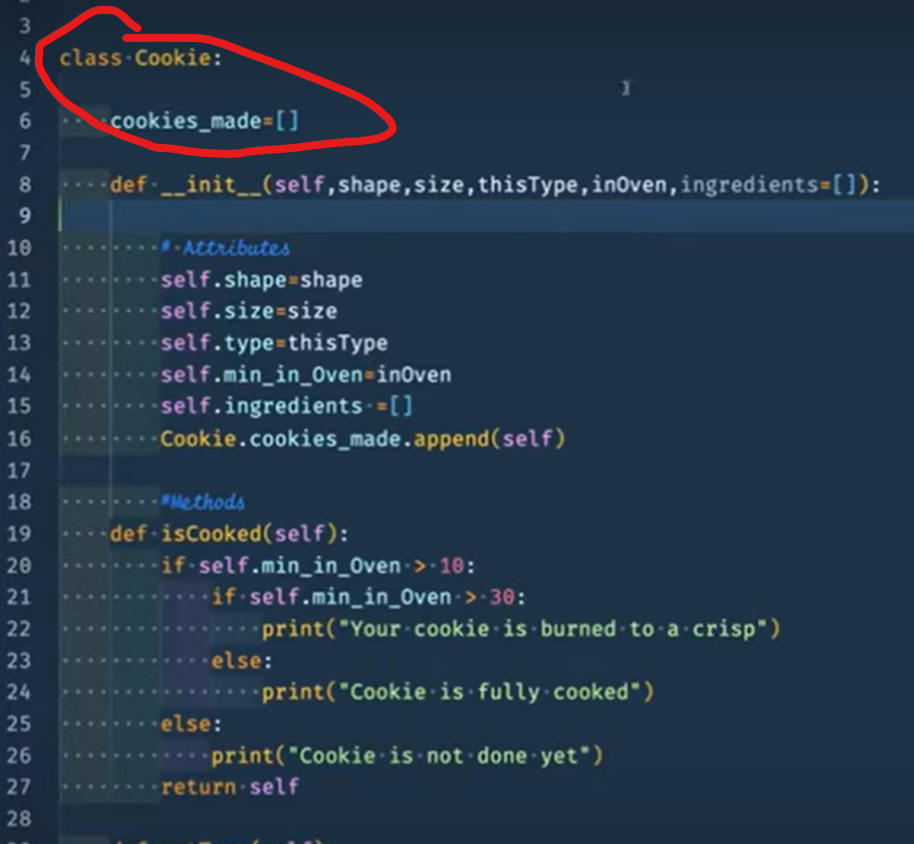 3
4 class Cookie:
5
6     cookies_made=[]
7
8     def __init__(self,shape,size,thisType,inOven,ingredients=[]):
9
10         # Attributes
11         self.shape=shape
12         self.size=size
13         self.type=thisType
14         self.min_in_Oven=inOven
15         self.ingredients =[]
16         Cookie.cookies_made.append(self)
17
18         #Methods
19     def isCooked(self):
20         if self.min_in_Oven > 10:
21             if self.min_in_Oven > 30:
22                 print("Your cookie is burned to a crisp")
23             else:
24                 print("Cookie is fully cooked")
25         else:
26             print("Cookie is not done yet")
27         return self
28